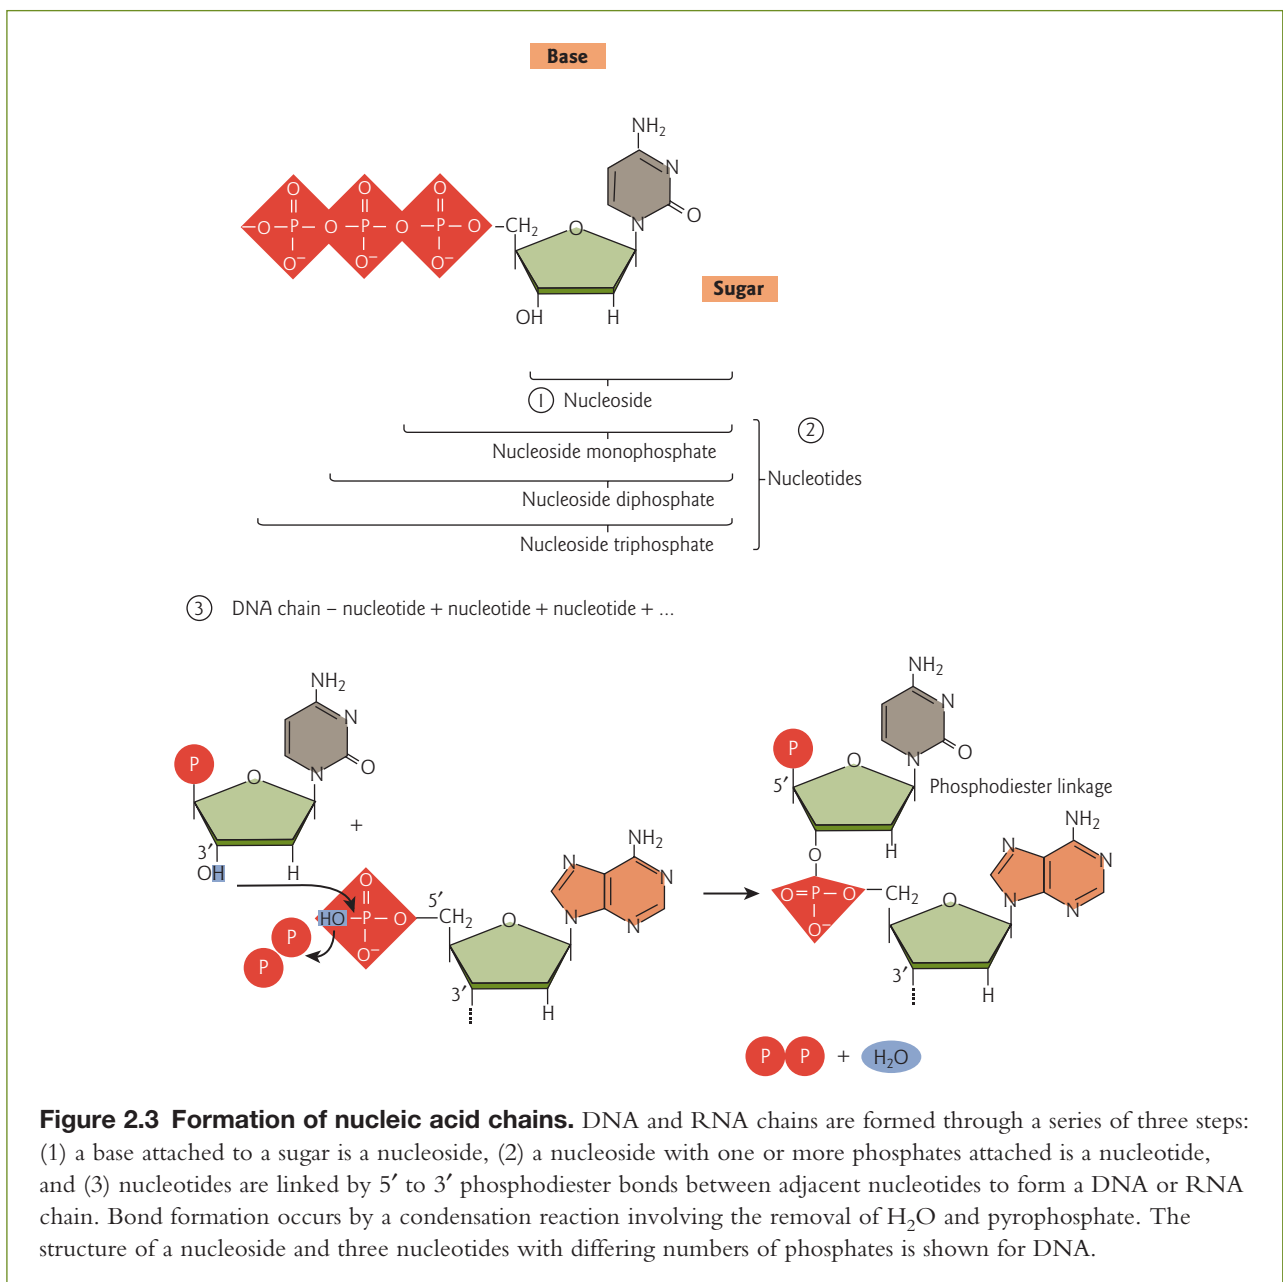 Base
NH2
N
N
O
O
O
O
O–P–O–P–O–P–O–CH2
O
O–
O–
O–
Sugar
OH
H
1 Nucleoside
2
Nucleoside monophosphate
Nucleotides
Nucleoside diphosphate
Nucleoside triphosphate
3 DNA chain – nucleotide + nucleotide + nucleotide + ...
NH2
N
O
N
P
O
3′
OH
H
+
O
HO–P–O
O–
5′
CH2
P
P
O
NH2
N
N
N
N
3′
H
NH2
N
O
N
P
5′
O
Phosphodiester linkage
H
O
O=P–O
O–
CH2
O
NH2
N
N
N
N
3′
H
P P + H2O
Figure 2.3 Formation of nucleic acid chains. DNA and RNA chains are formed through a series of three steps:
(1) a base attached to a sugar is a nucleoside, (2) a nucleoside with one or more phosphates attached is a nucleotide,
and (3) nucleotides are linked by 5′ to 3′ phosphodiester bonds between adjacent nucleotides to form a DNA or RNA
chain. Bond formation occurs by a condensation reaction involving the removal of H2O and pyrophosphate. The
structure of a nucleoside and three nucleotides with differing numbers of phosphates is shown for DNA.